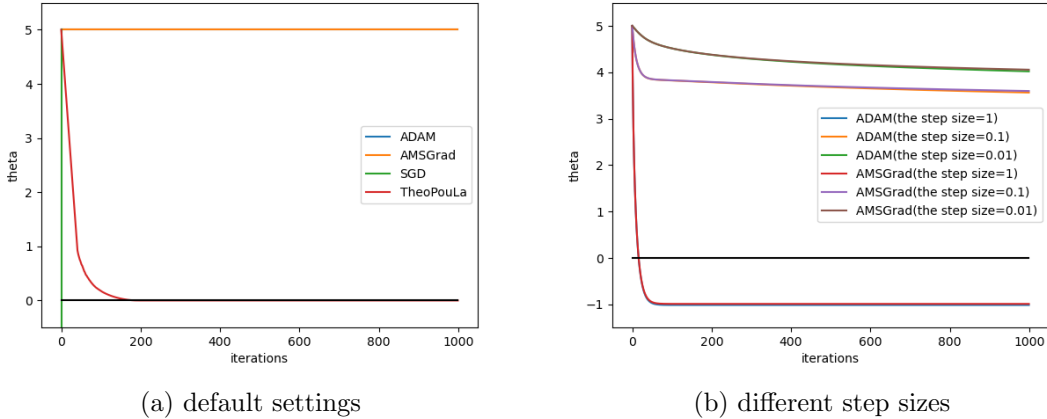 5
4
3
2
1
0
theta
0
200
400
600
800
1000
iterations
ADAM
AMSGrad
SGD
TheoPouLa
(a) default settings
5
4
3
2
1
0
−1
theta
0
200
400
600
800
1000
iterations
ADAM(the step size=1)
ADAM(the step size=0.1)
ADAM(the step size=0.01)
AMSGrad(the step size=1)
AMSGrad(the step size=0.1)
AMSGrad(the step size=0.01)
(b) different step sizes